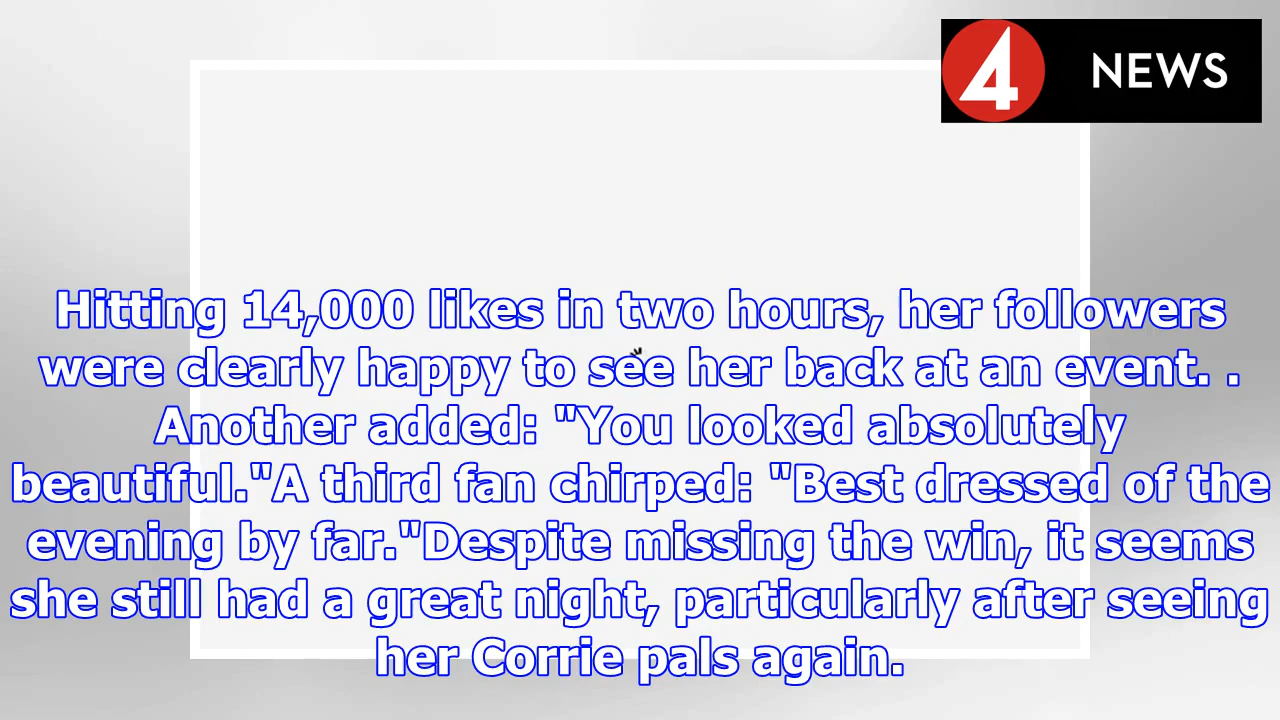 4 NEWS
Hitting 14,000 likes in two hours, her followers
were clearly happy to see her back at an event. .
Another added: "You looked absolutely
beautiful."A third fan chirped: "Best dressed of the
evening by far."Despite missing the win, it seems
she still had a great night, particularly after seeing
her Corrie pals again.